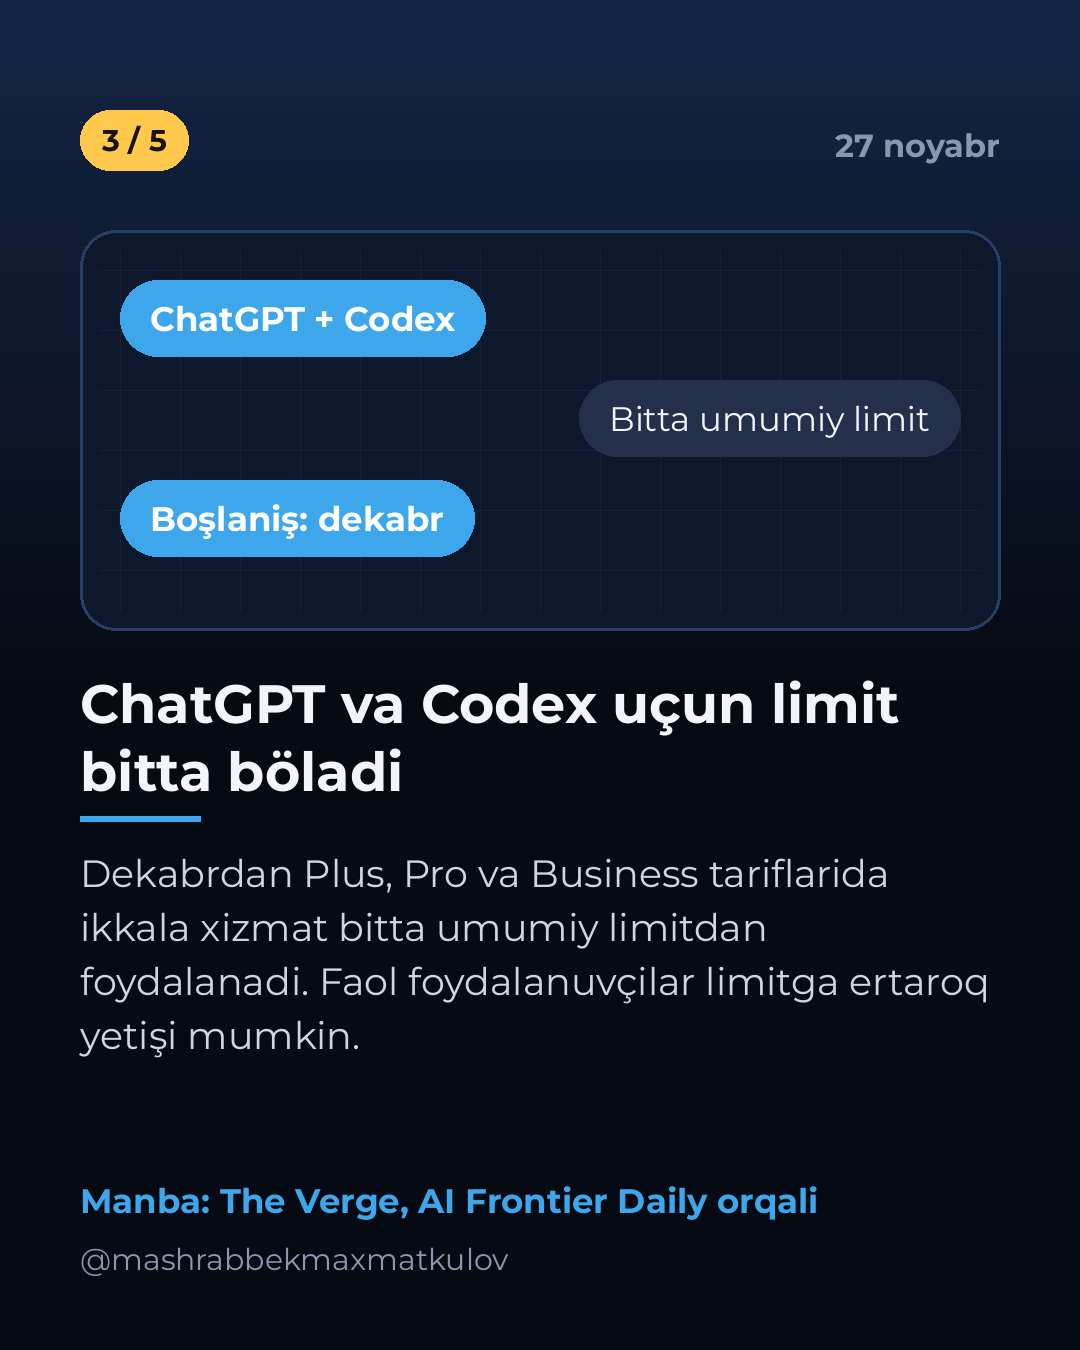 3 / 5
27 noyabr
ChatGPT + Codex
Bitta umumiy limit
Boşlaniş: dekabr
ChatGPT va Codex uçun limit
bitta böladi
Dekabrdan Plus, Pro va Business tariflarida
ikkala xizmat bitta umumiy limitdan
foydalanadi. Faol foydalanuvçilar limitga ertaroq
yetişi mumkin.
Manba: The Verge, AI Frontier Daily orqali
@mashrabbekmaxmatkulov